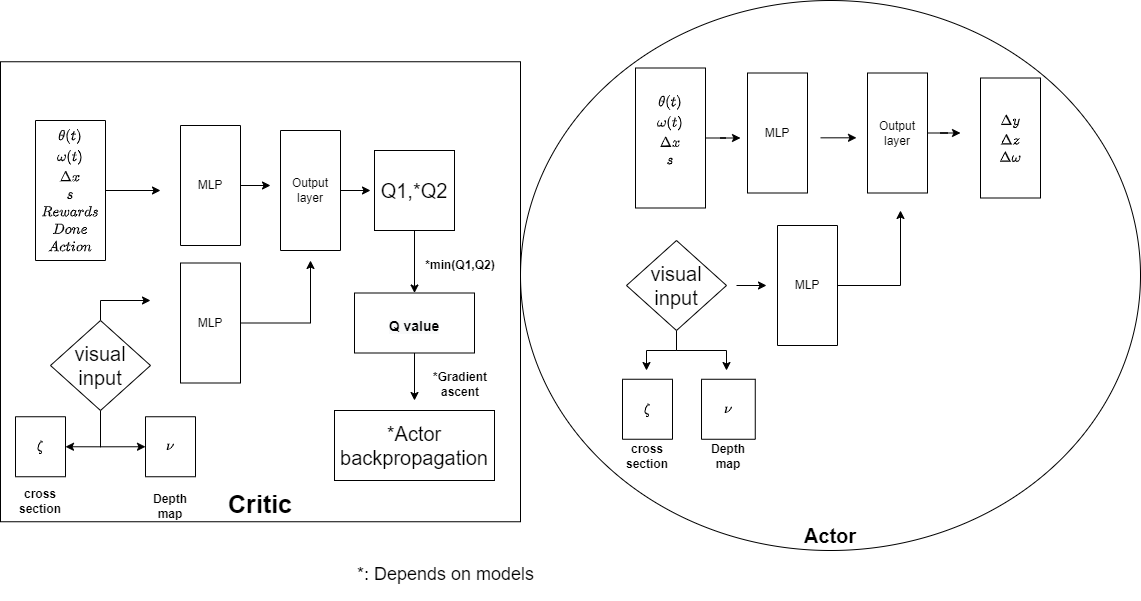 θ(t)
ω(t)
Δx
s
Rewards
Done
Action
MLP
Output
layer
Q1,*Q2
*min(Q1,Q2)
Q value
*Gradient
ascent
*Actor
backpropagation
MLP
visual
input
ζ
cross
section
ν
Depth
map
Critic
θ(t)
ω(t)
Δx
s
MLP
Output
layer
Δy
Δz
Δω
visual
input
MLP
ζ
cross
section
ν
Depth
map
Actor
*: Depends on models